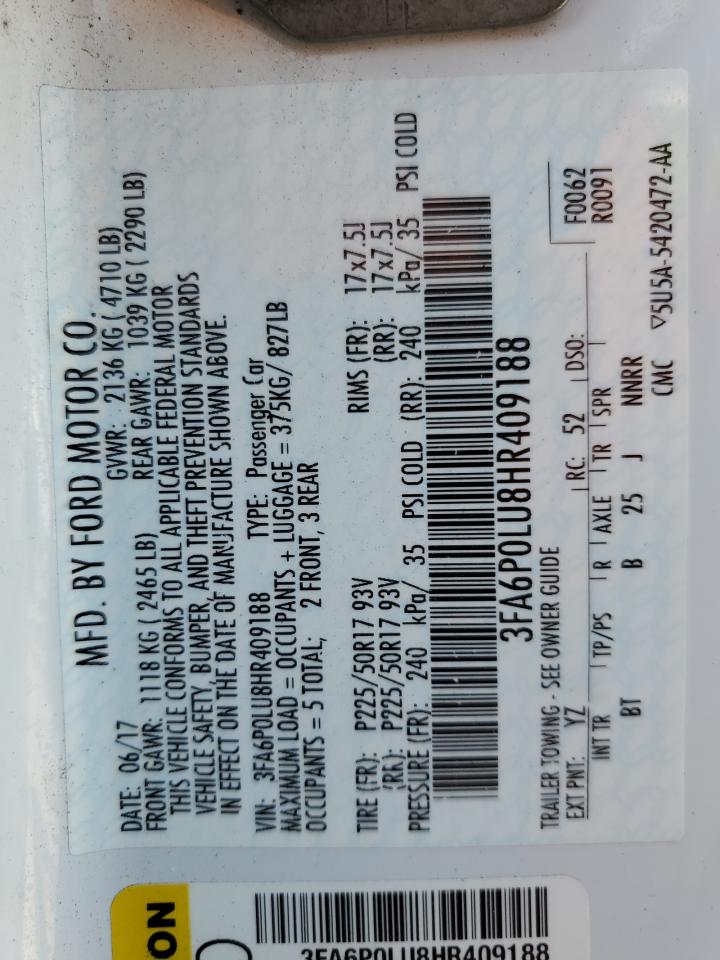 MFD. BY FORD MOTOR CO.
DATE: 06/17 GVWR: 2136 KG ( 4710 LB)
FRONT GAWR: 1118 KG ( 2465 LB) REAR GAWR: 1039 KG ( 2290 LB)
THIS VEHICLE CONFORMS TO ALL APPLICABLE FEDERAL MOTOR
VEHICLE SAFETY, BUMPER, AND THEFT PREVENTION STANDARDS
IN EFFECT ON THE DATE OF MANUFACTURE SHOWN ABOVE.
VIN: 3FA6P0LU8HR409188 TYPE: Passenger Car
MAXIMUM LOAD = OCCUPANTS + LUGGAGE = 375KG/ 827LB
OCCUPANTS = 5 TOTAL; 2 FRONT, 3 REAR
TIRE (FR): P225/50R17 93V RIMS (FR): 17x7.5J
(RR): P225/50R17 93V (RR): 17x7.5J
PRESSURE (FR): 240 kPa/ 35 PSI COLD (RR): 240 kPa/ 35 PSI COLD
3FA6P0LU8HR409188
TRAILER TOWING - SEE OWNER GUIDE F0062
EXT PNT: YZ RC: 52 DSO: R0091
INT TR TP/PS R AXLE TR SPR
BT B 25 J NNRR
CMC ▽5U5A-5420472-AA
ON
3FA6P0LU8HR409188